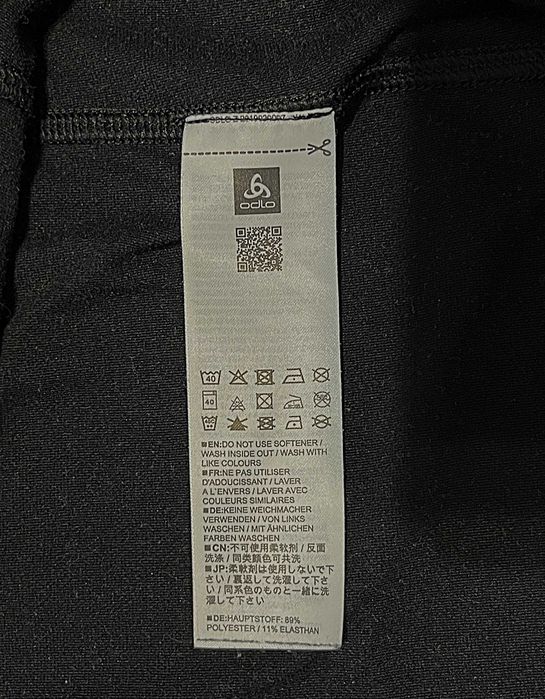 odlo
40
40
■EN:DO NOT USE SOFTENER /
WASH INSIDE OUT / WASH WITH
LIKE COLOURS
■FR:NE PAS UTILISER
D'ADOUCISSANT / LAVER
A L'ENVERS / LAVER AVEC
COULEURS SIMILAIRES
■DE:KEINE WEICHMACHER
VERWENDEN / VON LINKS
WASCHEN / MIT ÄHNLICHEN
FARBEN WASCHEN
■CN:不可使用柔软剂 / 反面
洗涤 / 同类颜色可共洗
■JP:柔軟剤は使用しないで下
さい / 裏返して洗濯して下さ
い / 同系色のものと一緒に洗
濯して下さい
■DE:HAUPTSTOFF: 89%
POLYESTER / 11% ELASTHAN